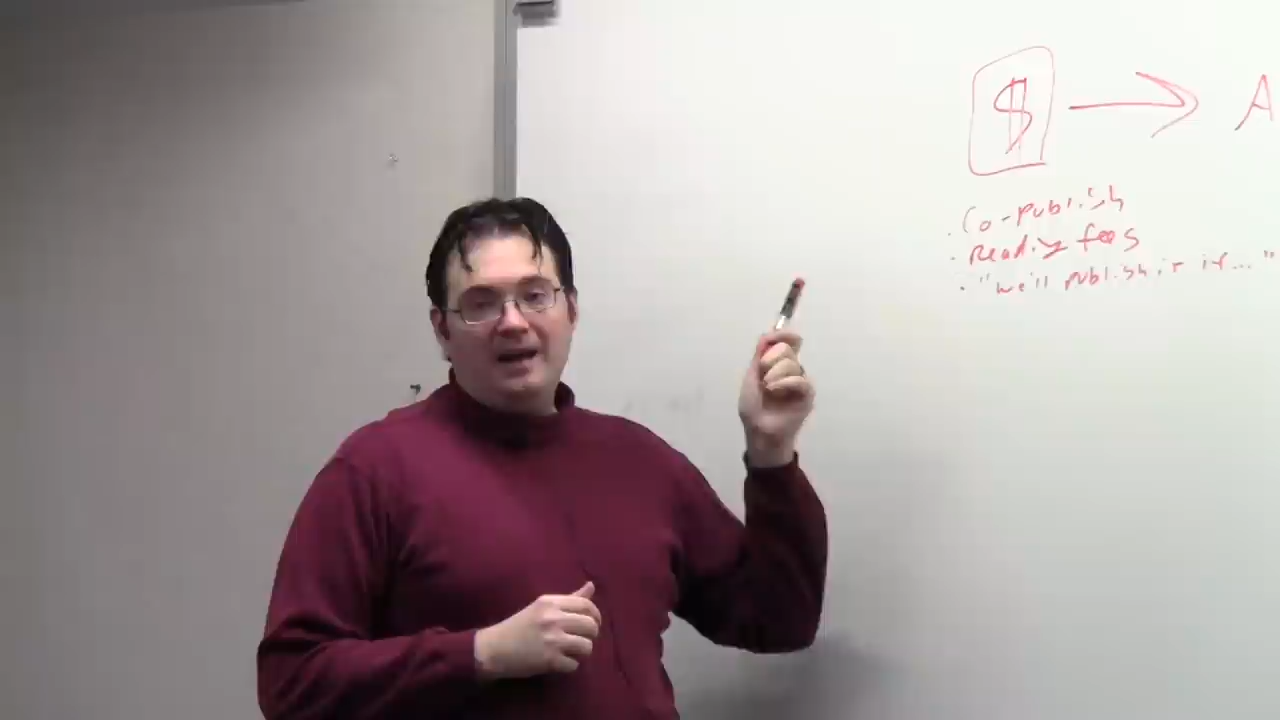 $ → A
. Co-publish
. Reading fees
. "we'll publish it if..."